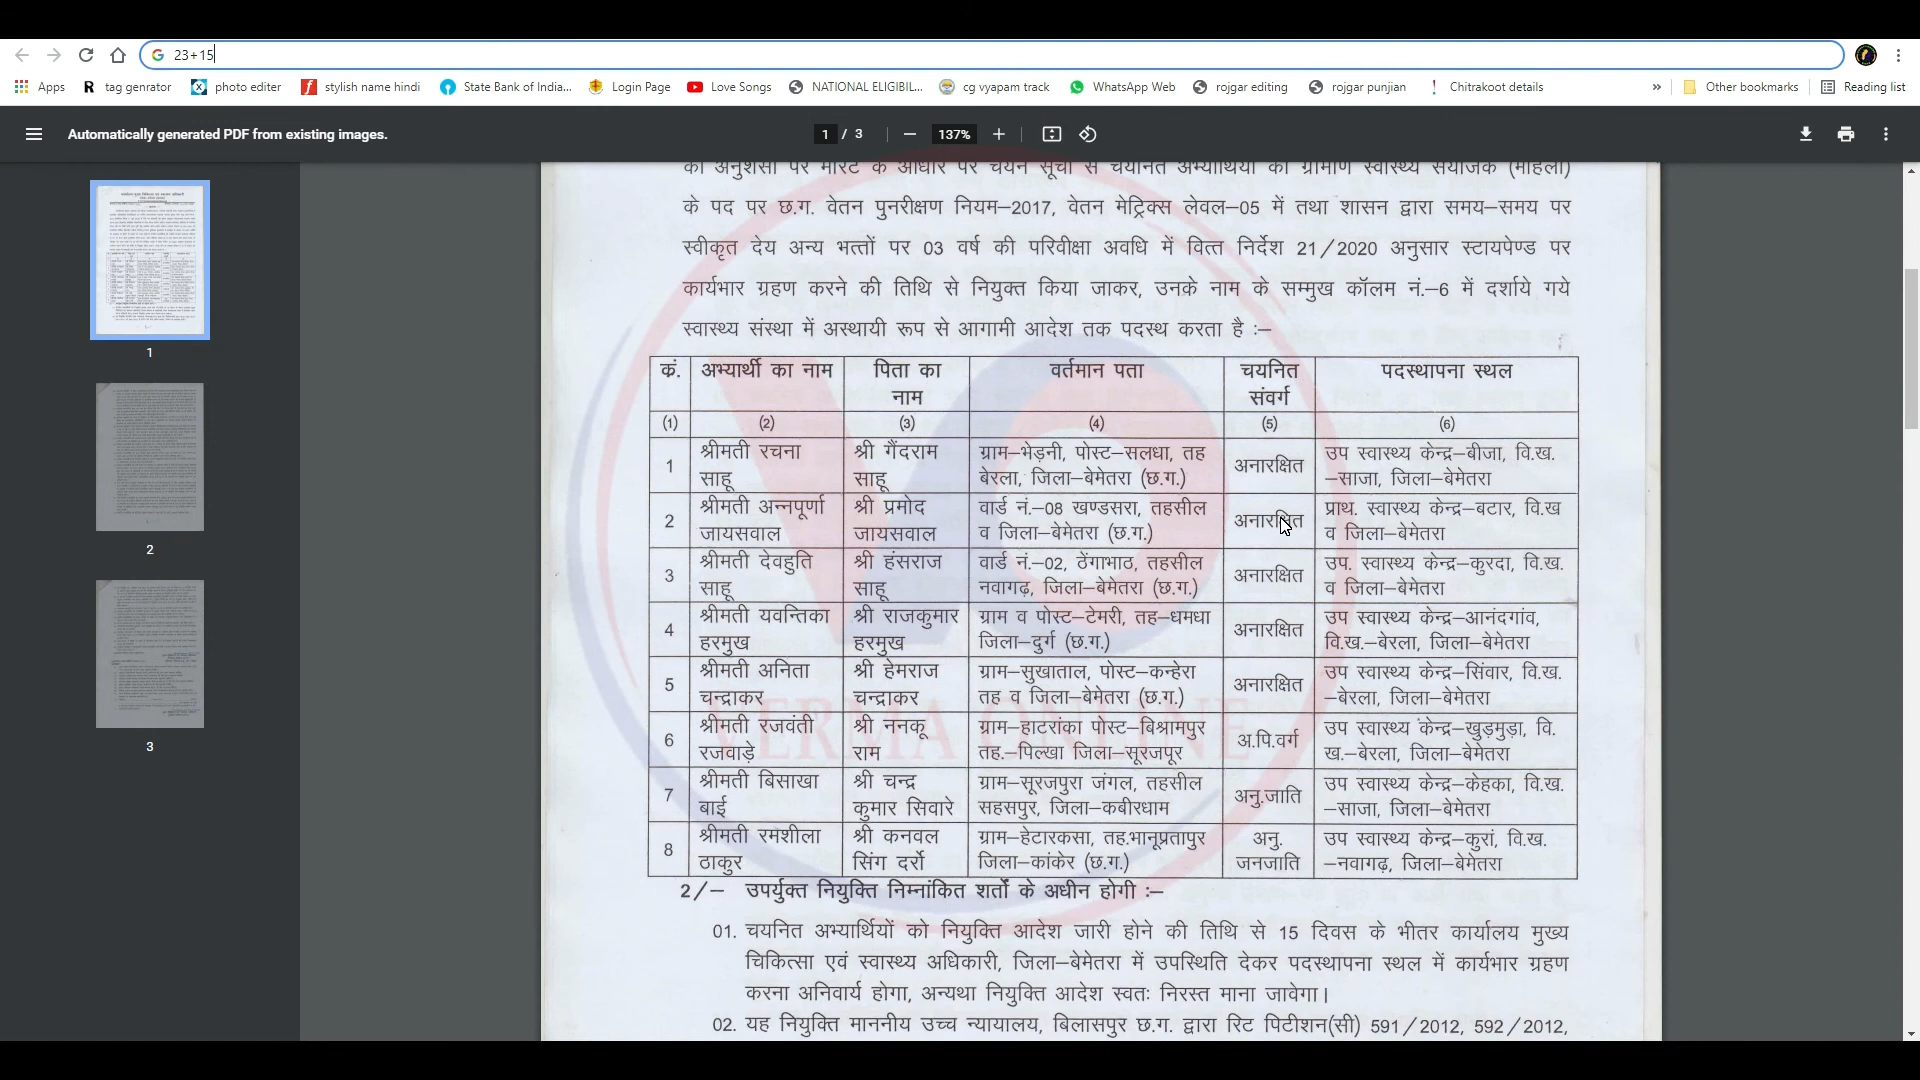 23+15
Apps tag genrator photo editer stylish name hindi State Bank of India... Login Page Love Songs NATIONAL ELIGIBIL... cg vyapam track WhatsApp Web rojgar editing rojgar punjian Chitrakoot details » Other bookmarks Reading list
Automatically generated PDF from existing images. 1 / 3 137%
1
2
3
की अनुशंसा पर मेरिट के आधार पर चयन सूची से चयनित अभ्यार्थियों को ग्रामीण स्वास्थ्य संयोजक (महिला)
के पद पर छ.ग. वेतन पुनरीक्षण नियम–2017, वेतन मेट्रिक्स लेवल–05 में तथा शासन द्वारा समय–समय पर
स्वीकृत देय अन्य भत्तों पर 03 वर्ष की परिवीक्षा अवधि में वित्त निर्देश 21/2020 अनुसार स्टायपेण्ड पर
कार्यभार ग्रहण करने की तिथि से नियुक्त किया जाकर, उनके नाम के सम्मुख कॉलम नं.–6 में दर्शाये गये
स्वास्थ्य संस्था में अस्थायी रूप से आगामी आदेश तक पदस्थ करता है :–
कं. अभ्यार्थी का नाम पिता का वर्तमान पता चयनित पदस्थापना स्थल
नाम संवर्ग
(1) (2) (3) (4) (5) (6)
1 श्रीमती रचना श्री गैंदराम ग्राम–भेड़नी, पोस्ट–सलधा, तह अनारक्षित उप स्वास्थ्य केन्द्र–बीजा, वि.ख.
साहू साहू बेरला, जिला–बेमेतरा (छ.ग.) –साजा, जिला–बेमेतरा
2 श्रीमती अन्नपूर्णा श्री प्रमोद वार्ड नं.–08 खण्डसरा, तहसील अनारक्षित प्राथ. स्वास्थ्य केन्द्र–बटार, वि.ख
जायसवाल जायसवाल व जिला–बेमेतरा (छ.ग.) व जिला–बेमेतरा
3 श्रीमती देवहुति श्री हंसराज वार्ड नं.–02, ठेंगाभाठ, तहसील अनारक्षित उप. स्वास्थ्य केन्द्र–कुरदा, वि.ख.
साहू साहू नवागढ़, जिला–बेमेतरा (छ.ग.) व जिला–बेमेतरा
4 श्रीमती यवन्तिका श्री राजकुमार ग्राम व पोस्ट–टेमरी, तह–धमधा अनारक्षित उप स्वास्थ्य केन्द्र–आनंदगांव,
हरमुख हरमुख जिला–दुर्ग (छ.ग.) वि.ख.–बेरला, जिला–बेमेतरा
5 श्रीमती अनिता श्री हेमराज ग्राम–सुखाताल, पोस्ट–कन्हेरा अनारक्षित उप स्वास्थ्य केन्द्र–सिंवार, वि.ख.
चन्द्राकर चन्द्राकर तह व जिला–बेमेतरा (छ.ग.) –बेरला, जिला–बेमेतरा
VERMA ONLINE
6 श्रीमती रजवंती श्री ननकू ग्राम–हाटरांका पोस्ट–बिश्रामपुर अ.पि.वर्ग उप स्वास्थ्य केन्द्र–खुड़मुड़ा, वि.
रजवाड़े राम तह.–पिल्खा जिला–सूरजपूर ख.–बेरला, जिला–बेमेतरा
7 श्रीमती बिसाखा श्री चन्द्र ग्राम–सूरजपुरा जंगल, तहसील अनु.जाति उप स्वास्थ्य केन्द्र–केहका, वि.ख.
बाई कुमार सिवारे सहसपुर, जिला–कबीरधाम –साजा, जिला–बेमेतरा
8 श्रीमती रमशीला श्री कनवल ग्राम–हेटारकसा, तह.भानूप्रतापुर अनु. उप स्वास्थ्य केन्द्र–कुरां, वि.ख.
ठाकुर सिंग दर्रो जिला–कांकेर (छ.ग.) जनजाति –नवागढ़, जिला–बेमेतरा
2/– उपर्युक्त नियुक्ति निम्नांकित शर्तों के अधीन होगी :–
01. चयनित अभ्यार्थियों को नियुक्ति आदेश जारी होने की तिथि से 15 दिवस के भीतर कार्यालय मुख्य
चिकित्सा एवं स्वास्थ्य अधिकारी, जिला–बेमेतरा में उपस्थिति देकर पदस्थापना स्थल में कार्यभार ग्रहण
करना अनिवार्य होगा, अन्यथा नियुक्ति आदेश स्वतः निरस्त माना जावेगा।
02. यह नियुक्ति माननीय उच्च न्यायालय, बिलासपुर छ.ग. द्वारा रिट पिटीशन(सी) 591/2012, 592/2012,